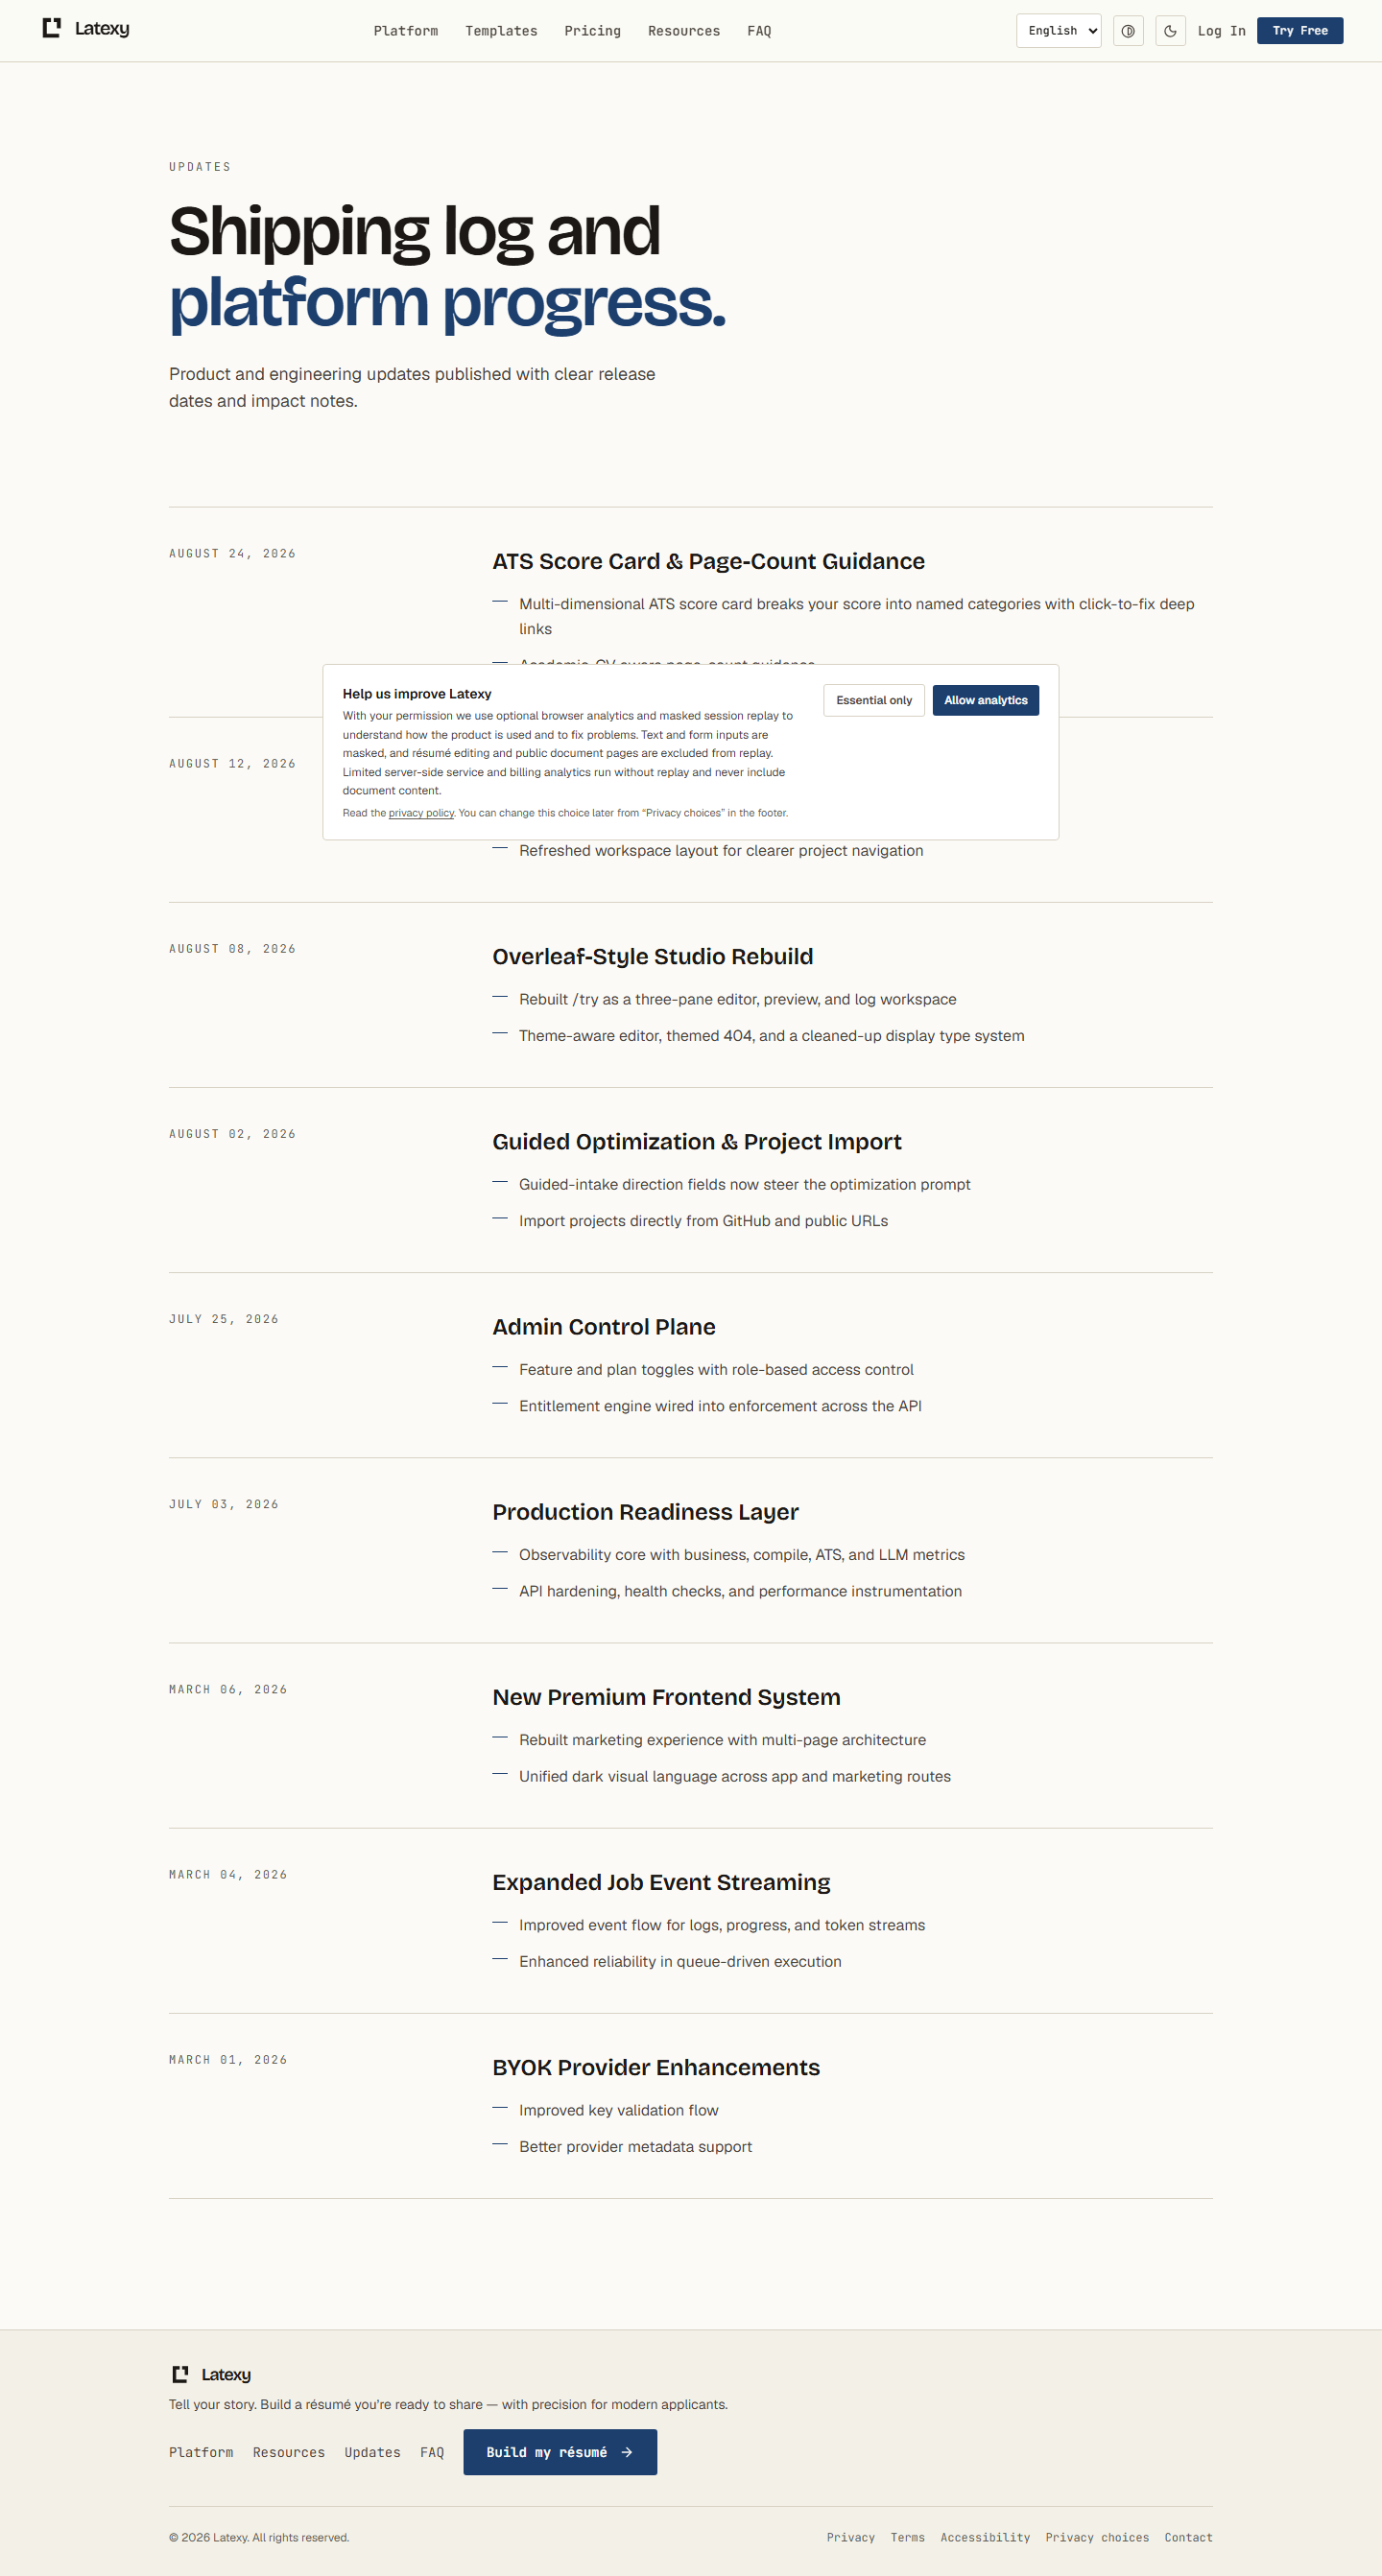 Latexy
Platform Templates Pricing Resources FAQ
English
Log In
Try Free
UPDATES
Shipping log and
platform progress.
Product and engineering updates published with clear release
dates and impact notes.
AUGUST 24, 2026
ATS Score Card & Page-Count Guidance
— Multi-dimensional ATS score card breaks your score into named categories with click-to-fix deep
links
— Academic-CV-aware page-count guidance
Help us improve Latexy
With your permission we use optional browser analytics and masked session replay to
understand how the product is used and to fix problems. Text and form inputs are
masked, and résumé editing and public document pages are excluded from replay.
Limited server-side service and billing analytics run without replay and never include
document content.
Read the privacy policy. You can change this choice later from “Privacy choices” in the footer.
Essential only
Allow analytics
AUGUST 12, 2026
— Refreshed workspace layout for clearer project navigation
AUGUST 08, 2026
Overleaf-Style Studio Rebuild
— Rebuilt /try as a three-pane editor, preview, and log workspace
— Theme-aware editor, themed 404, and a cleaned-up display type system
AUGUST 02, 2026
Guided Optimization & Project Import
— Guided-intake direction fields now steer the optimization prompt
— Import projects directly from GitHub and public URLs
JULY 25, 2026
Admin Control Plane
— Feature and plan toggles with role-based access control
— Entitlement engine wired into enforcement across the API
JULY 03, 2026
Production Readiness Layer
— Observability core with business, compile, ATS, and LLM metrics
— API hardening, health checks, and performance instrumentation
MARCH 06, 2026
New Premium Frontend System
— Rebuilt marketing experience with multi-page architecture
— Unified dark visual language across app and marketing routes
MARCH 04, 2026
Expanded Job Event Streaming
— Improved event flow for logs, progress, and token streams
— Enhanced reliability in queue-driven execution
MARCH 01, 2026
BYOK Provider Enhancements
— Improved key validation flow
— Better provider metadata support
Latexy
Tell your story. Build a résumé you're ready to share — with precision for modern applicants.
Platform Resources Updates FAQ
Build my résumé →
© 2026 Latexy. All rights reserved.
Privacy Terms Accessibility Privacy choices Contact